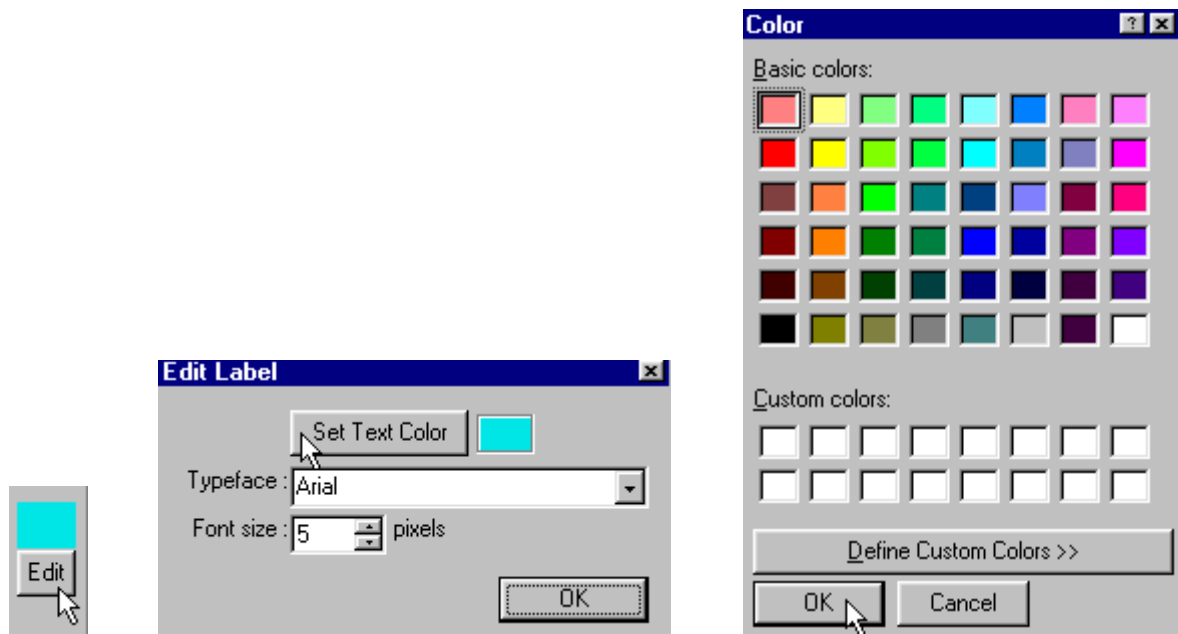 Edit
Edit Label
Set Text Color
Typeface : Arial
Font size : 5 pixels
OK
Color
Basic colors:
Custom colors:
Define Custom Colors >>
OK Cancel